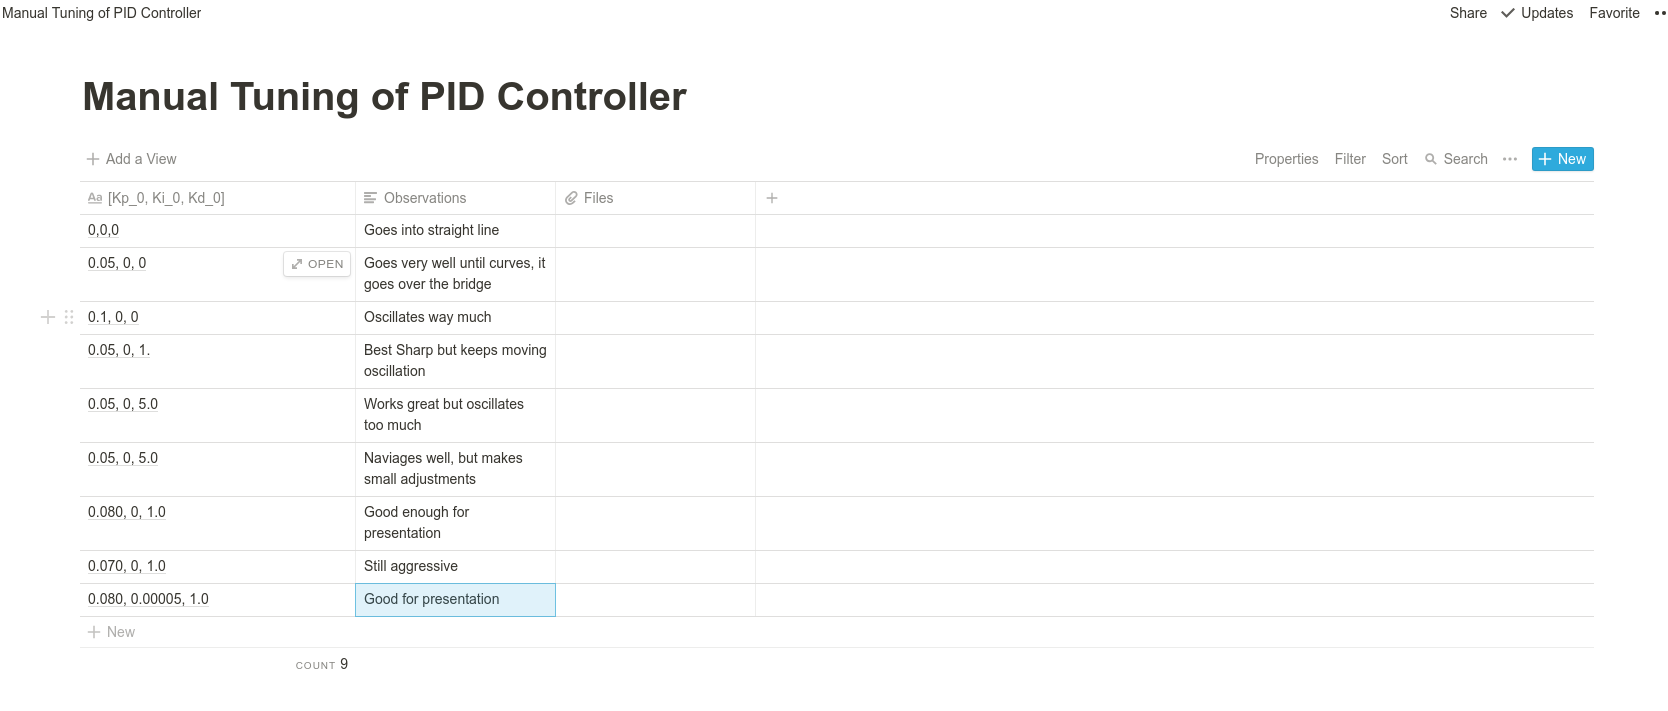 Manual Tuning of PID Controller
Share Updates Favorite
Manual Tuning of PID Controller
Add a View
Properties Filter Sort Search New
Aa [Kp_0, Ki_0, Kd_0] Observations Files
0,0,0 Goes into straight line
0.05, 0, 0 OPEN Goes very well until curves, it
goes over the bridge
0.1, 0, 0 Oscillates way much
0.05, 0, 1. Best Sharp but keeps moving
oscillation
0.05, 0, 5.0 Works great but oscillates
too much
0.05, 0, 5.0 Naviages well, but makes
small adjustments
0.080, 0, 1.0 Good enough for
presentation
0.070, 0, 1.0 Still aggressive
0.080, 0.00005, 1.0 Good for presentation
New
COUNT 9